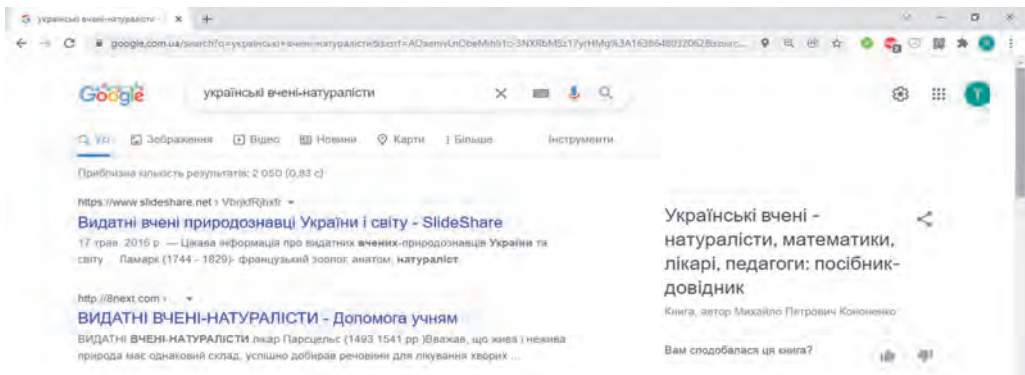 українські вчені-натуралісти
Google
українські вчені-натуралісти
Усі Зображення Відео Новини Карти Більше Інструменти
Приблизна кількість результатів: 2 050 (0,83 с)
https://www.slideshare.net ›
Видатні вчені природознавці України і світу - SlideShare
17 трав. 2016 р. — Цікава інформація про видатних вчених-природознавців України та
світу. Ламарк (1744 - 1829)- французький зоолог, анатом, натураліст
http://8next.com ›
ВИДАТНІ ВЧЕНІ-НАТУРАЛІСТИ - Допомога учням
ВИДАТНІ ВЧЕНІ-НАТУРАЛІСТИ лікар Парсцельс (1493 1541 рр )Вважав, що жива і нежива
природа має однаковий склад, успішно добирав речовини для лікування хворих ...
Українські вчені -
натуралісти, математики,
лікарі, педагоги: посібник-
довідник
Книга, автор Михайло Петрович Кононенко
Вам сподобалася ця книга?